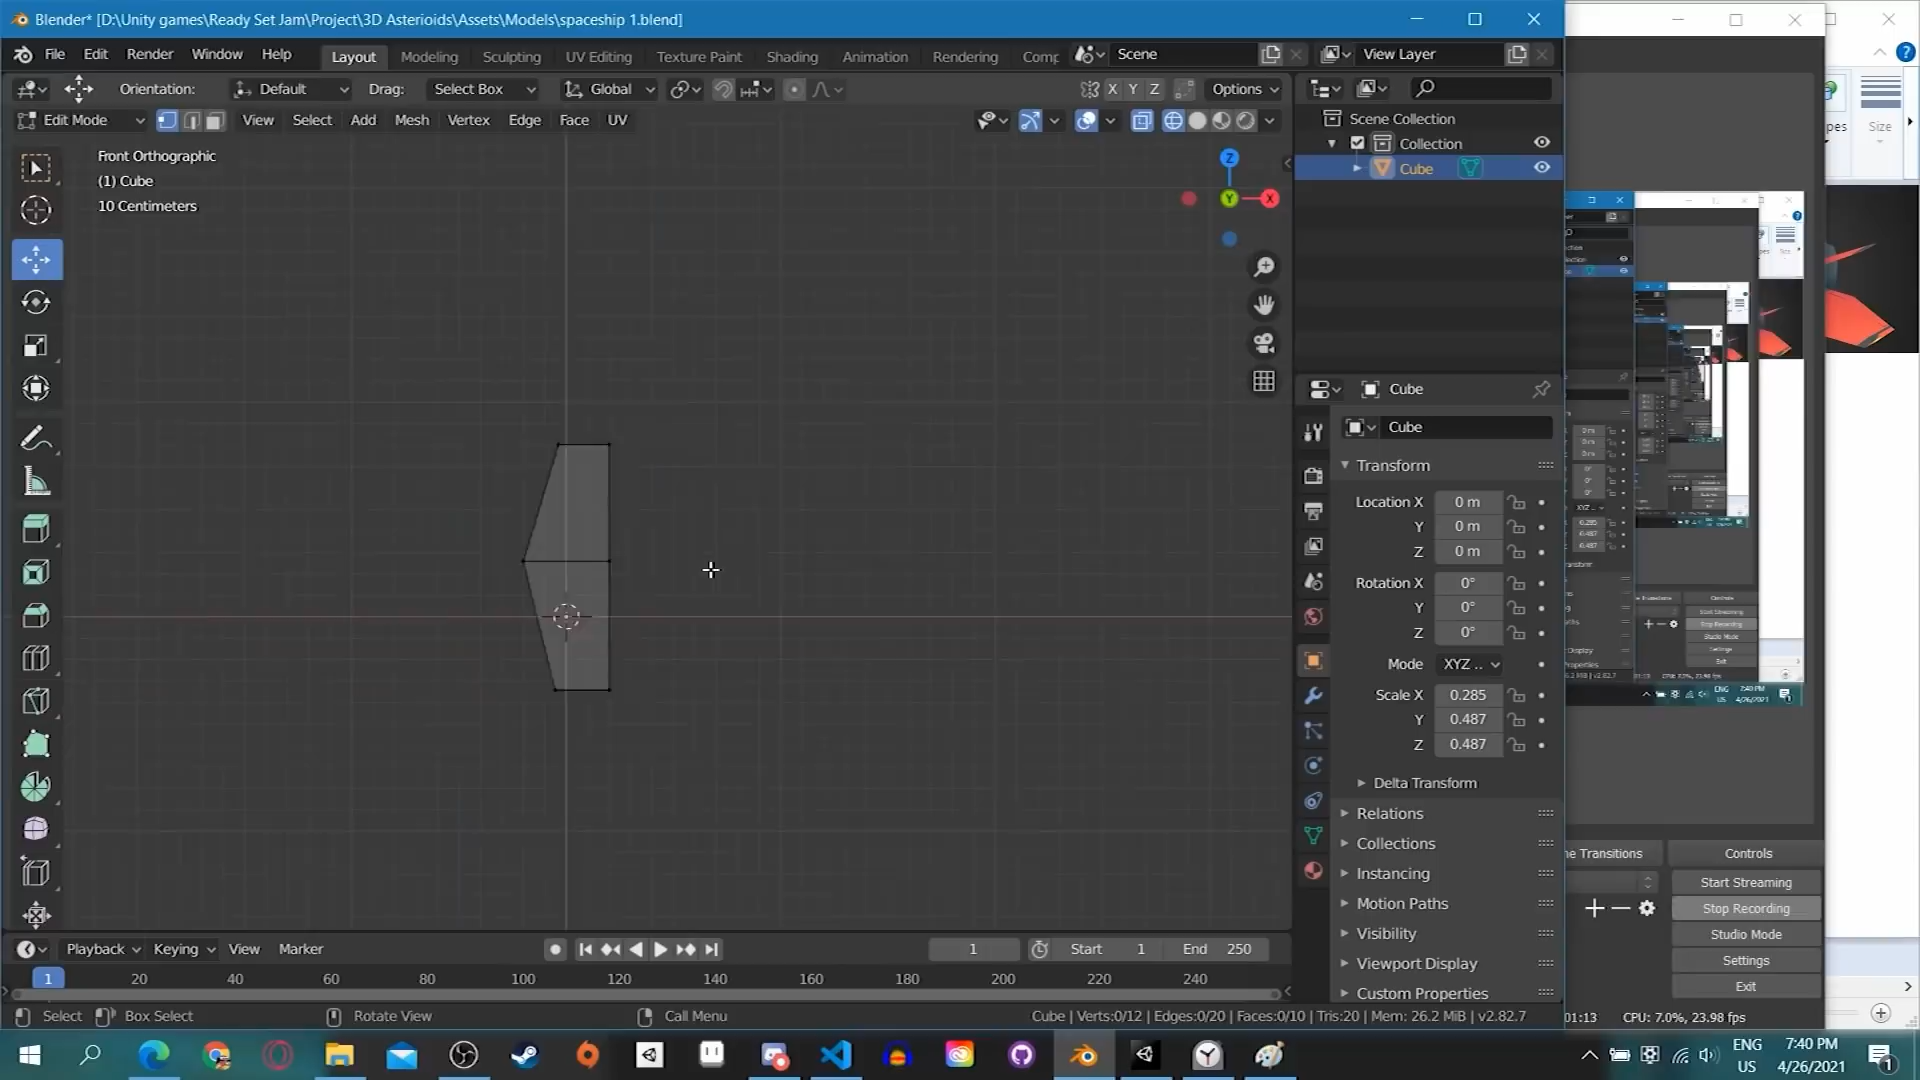 Blender* [D:\Unity games\Ready Set Jam\Project\3D Asterioids\Assets\Models\spaceship 1.blend]
File Edit Render Window Help Layout Modeling Sculpting UV Editing Texture Paint Shading Animation Rendering Comp Scene View Layer
Orientation: Default Drag: Select Box Global X Y Z Options
Edit Mode View Select Add Mesh Vertex Edge Face UV
Front Orthographic
(1) Cube
10 Centimeters
Z
Y
X
Scene Collection
Collection
Cube
Cube
Cube
Transform
Location X 0 m
Y 0 m
Z 0 m
Rotation X 0°
Y 0°
Z 0°
Mode XYZ ..
Scale X 0.285
Y 0.487
Z 0.487
Delta Transform
Relations
Collections
Instancing
Motion Paths
Visibility
Viewport Display
Custom Properties
Playback Keying View Marker 1 Start 1 End 250
1 20 40 60 80 100 120 140 160 180 200 220 240
Select Box Select Rotate View Call Menu Cube | Verts:0/12 | Edges:0/20 | Faces:0/10 | Tris:20 | Mem: 26.2 MiB | v2.82.7
pes Size
ne Transitions Controls
Start Streaming
Stop Recording
Studio Mode
Settings
Exit
01:13 CPU: 7.0%, 23.98 fps
ENG
US
7:40 PM
4/26/2021
1